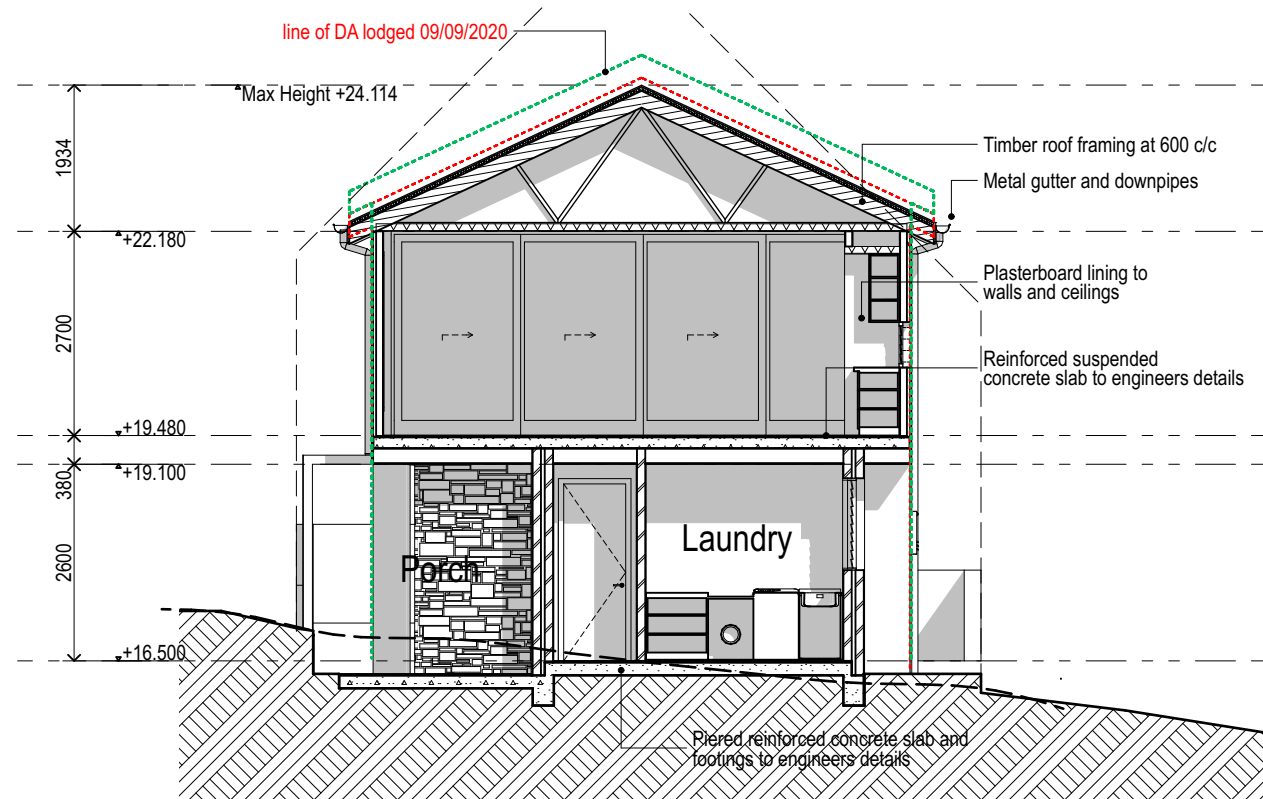 line of DA lodged 09/09/2020
Max Height +24.114
1934
Timber roof framing at 600 c/c
Metal gutter and downpipes
+22.180
2700
Plasterboard lining to
walls and ceilings
Reinforced suspended
concrete slab to engineers details
+19.480
380
+19.100
2600
Porch
Laundry
+16.500
Piered reinforced concrete slab and
footings to engineers details